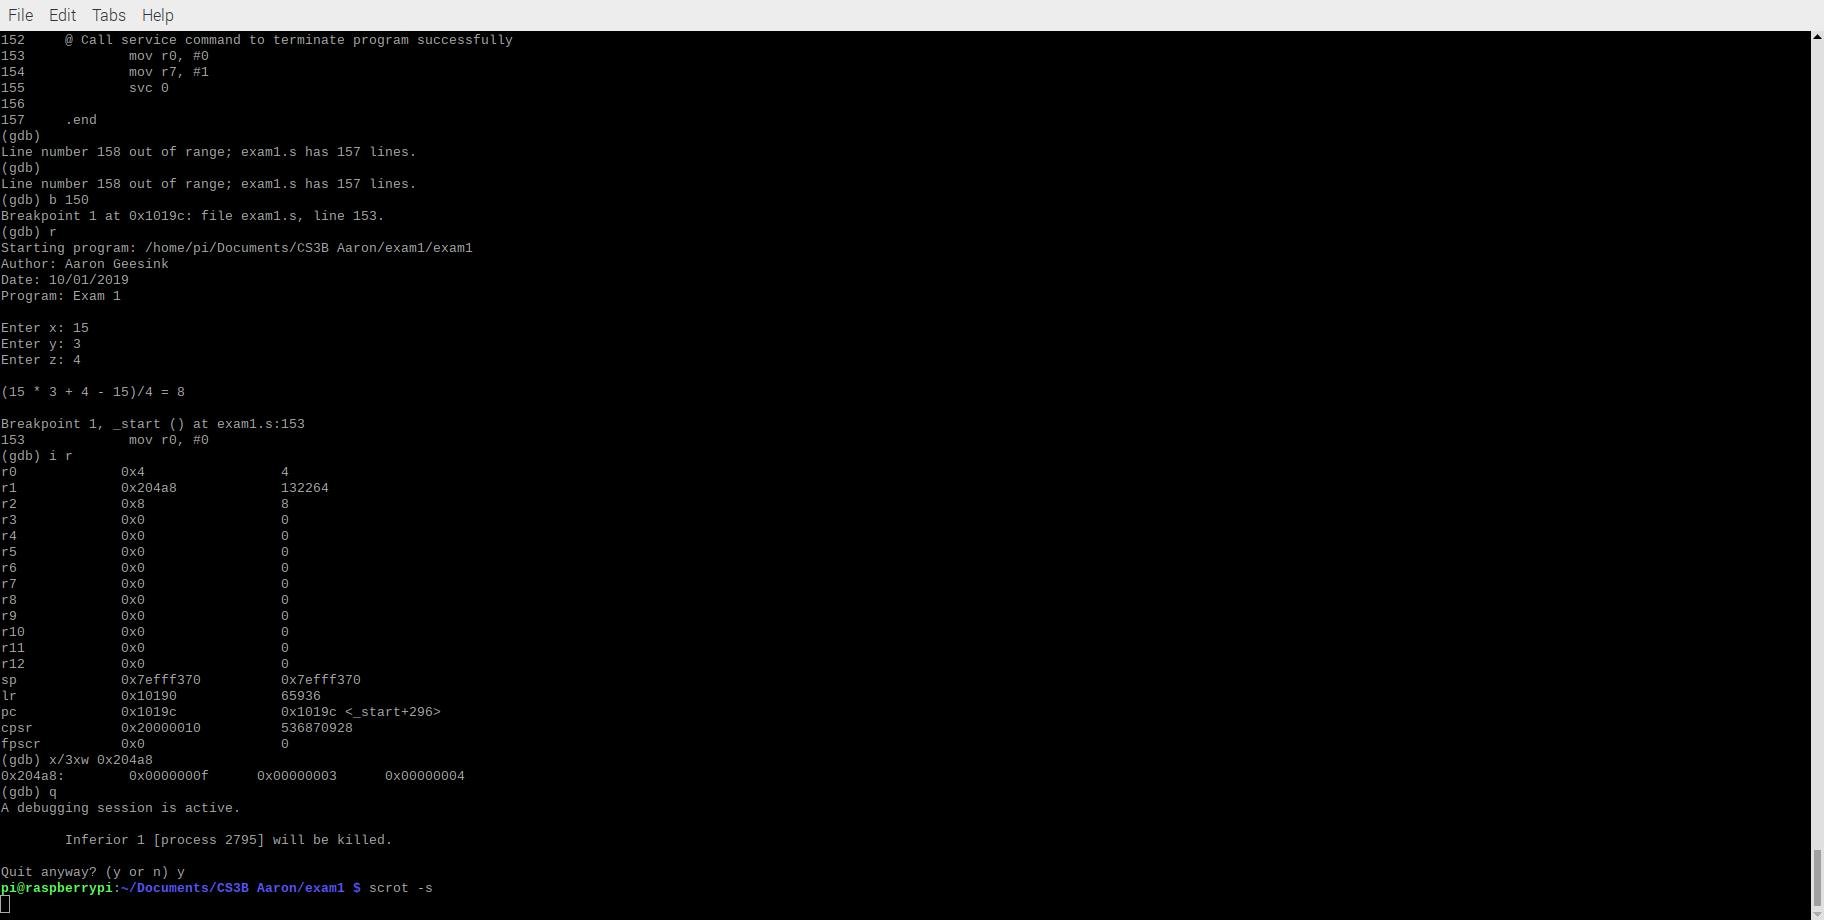 File Edit Tabs Help
152     @ Call service command to terminate program successfully
153             mov r0, #0
154             mov r7, #1
155             svc 0
156
157     .end
(gdb)
Line number 158 out of range; exam1.s has 157 lines.
(gdb)
Line number 158 out of range; exam1.s has 157 lines.
(gdb) b 150
Breakpoint 1 at 0x1019c: file exam1.s, line 153.
(gdb) r
Starting program: /home/pi/Documents/CS3B Aaron/exam1/exam1
Author: Aaron Geesink
Date: 10/01/2019
Program: Exam 1
Enter x: 15
Enter y: 3
Enter z: 4
(15 * 3 + 4 - 15)/4 = 8
Breakpoint 1, _start () at exam1.s:153
153             mov r0, #0
(gdb) i r
r0             0x4                 4
r1             0x204a8             132264
r2             0x8                 8
r3             0x0                 0
r4             0x0                 0
r5             0x0                 0
r6             0x0                 0
r7             0x0                 0
r8             0x0                 0
r9             0x0                 0
r10            0x0                 0
r11            0x0                 0
r12            0x0                 0
sp             0x7efff370          0x7efff370
lr             0x10190             65936
pc             0x1019c             0x1019c <_start+296>
cpsr           0x20000010          536870928
fpscr          0x0                 0
(gdb) x/3xw 0x204a8
0x204a8:        0x0000000f      0x00000003      0x00000004
(gdb) q
A debugging session is active.
        Inferior 1 [process 2795] will be killed.
Quit anyway? (y or n) y
pi@raspberrypi:~/Documents/CS3B Aaron/exam1 $ scrot -s